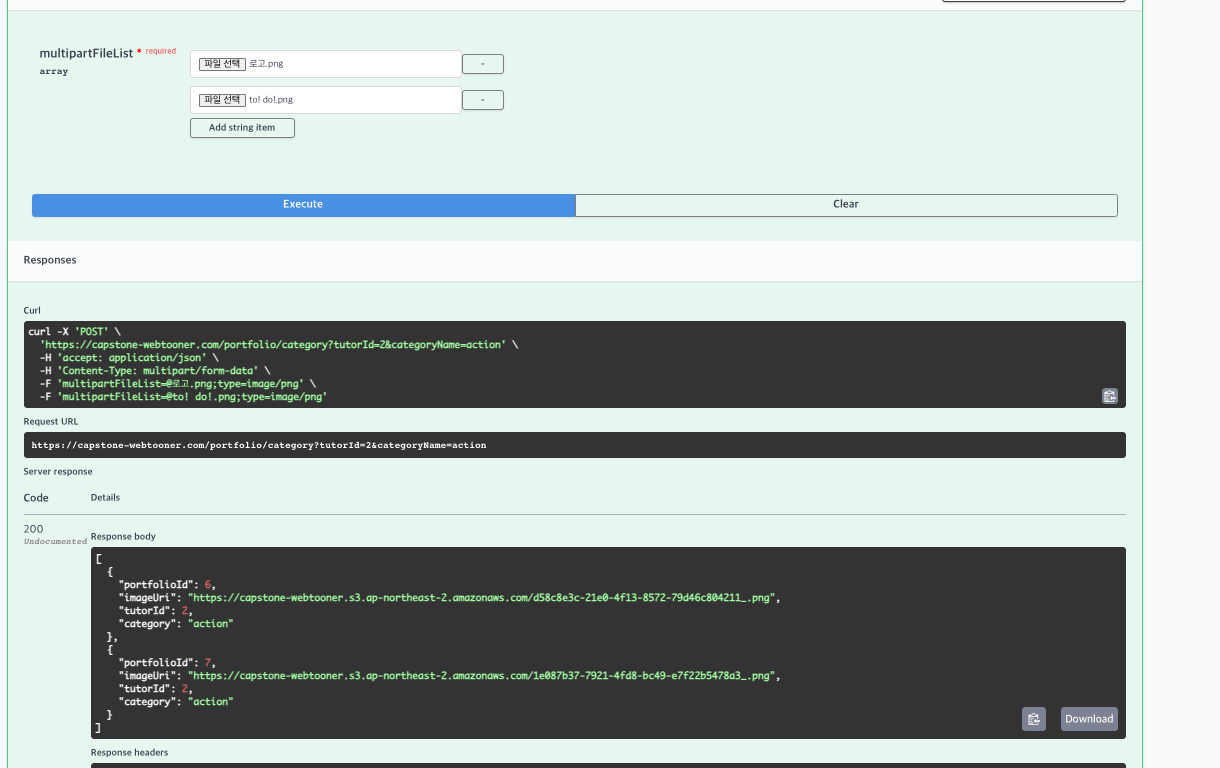 multipartFileList * required
array
파일 선택 로고.png
-
파일 선택 to! do!.png
-
Add string item
Execute
Clear
Responses
Curl
curl -X 'POST' \
'https://capstone-webtooner.com/portfolio/category?tutorId=2&categoryName=action' \
-H 'accept: application/json' \
-H 'Content-Type: multipart/form-data' \
-F 'multipartFileList=@로고.png;type=image/png' \
-F 'multipartFileList=@to! do!.png;type=image/png'
Request URL
https://capstone-webtooner.com/portfolio/category?tutorId=2&categoryName=action
Server response
Code
Details
200
Undocumented
Response body
[
{
"portfolioId": 6,
"imageUri": "https://capstone-webtooner.s3.ap-northeast-2.amazonaws.com/d58c8e3c-21e0-4f13-8572-79d46c804211_.png",
"tutorId": 2,
"category": "action"
},
{
"portfolioId": 7,
"imageUri": "https://capstone-webtooner.s3.ap-northeast-2.amazonaws.com/1e087b37-7921-4fd8-bc49-e7f22b5478a3_.png",
"tutorId": 2,
"category": "action"
}
]
Download
Response headers